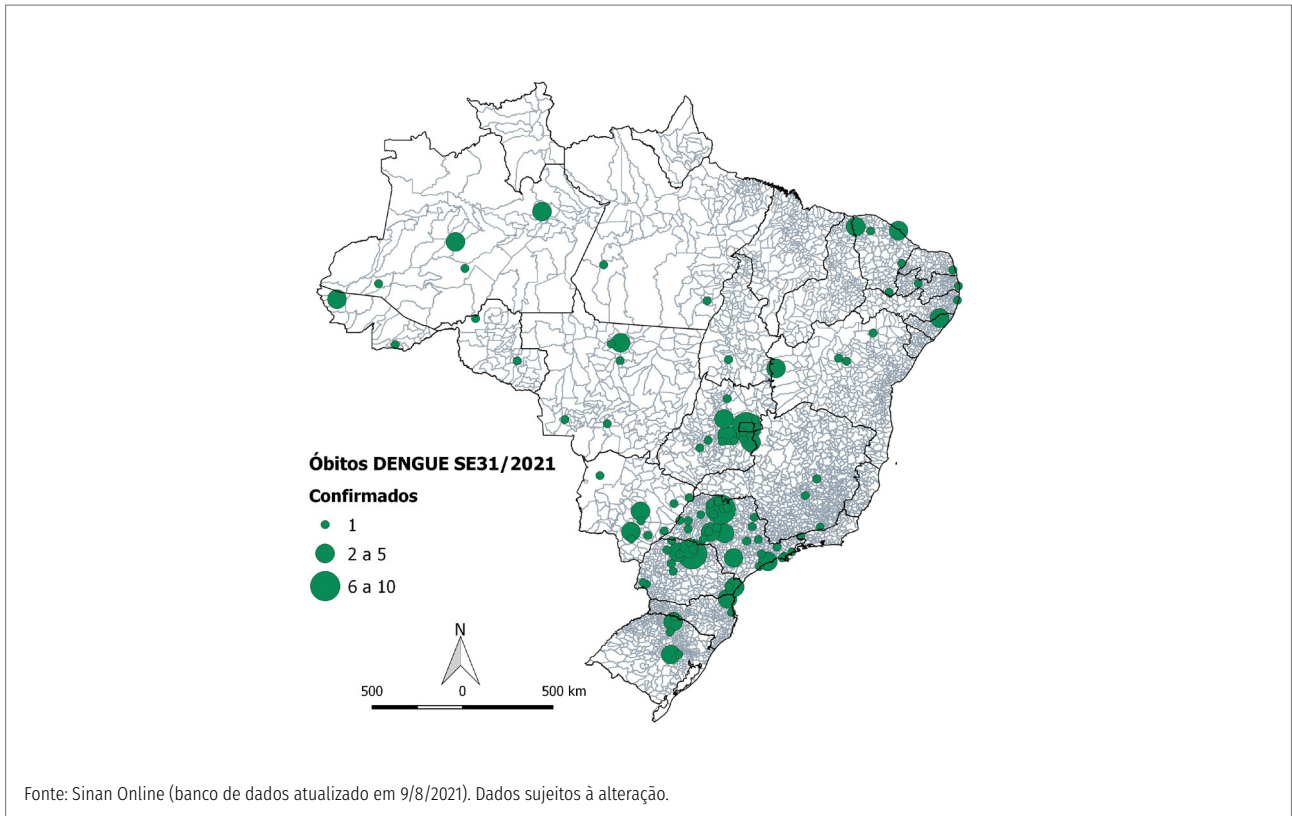 Óbitos DENGUE SE31/2021
Confirmados
1
2 a 5
6 a 10
N
500 0 500 km
Fonte: Sinan Online (banco de dados atualizado em 9/8/2021). Dados sujeitos à alteração.